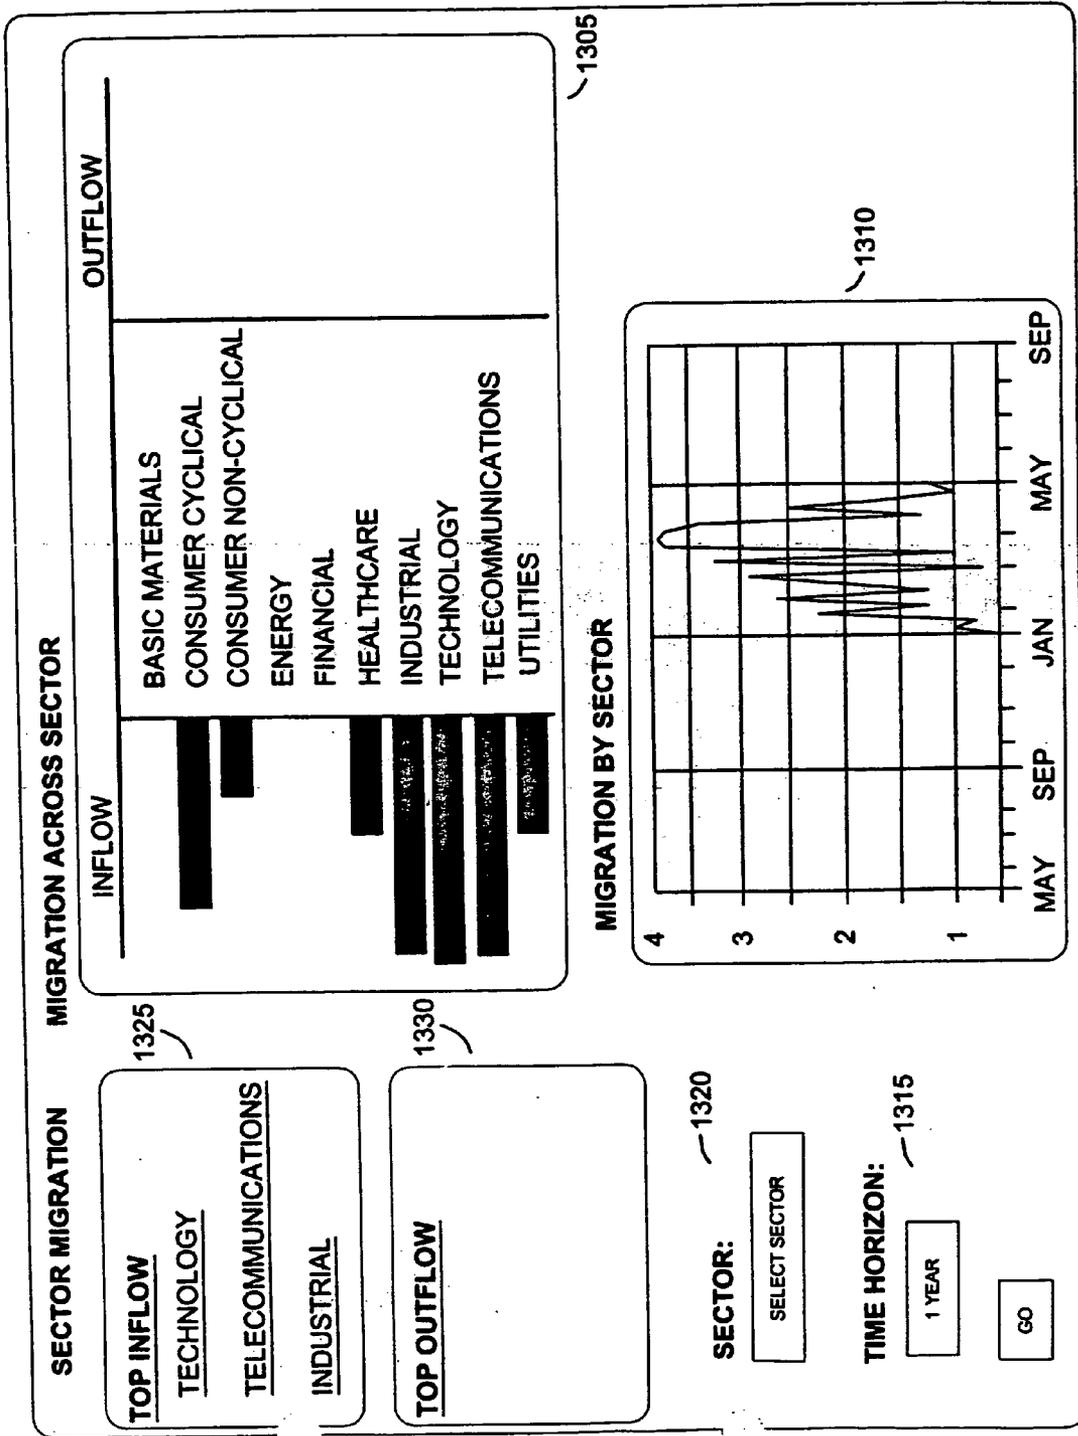 SECTOR MIGRATION
MIGRATION ACROSS SECTOR
1325
TOP INFLOW
TECHNOLOGY
TELECOMMUNICATIONS
INDUSTRIAL
1330
TOP OUTFLOW
SECTOR:
1320
SELECT SECTOR
TIME HORIZON:
1315
1 YEAR
GO
INFLOW
OUTFLOW
BASIC MATERIALS
CONSUMER CYCLICAL
CONSUMER NON-CYCLICAL
ENERGY
FINANCIAL
HEALTHCARE
INDUSTRIAL
TECHNOLOGY
TELECOMMUNICATIONS
UTILITIES
1305
MIGRATION BY SECTOR
1310
4
3
2
1
MAY SEP JAN MAY SEP